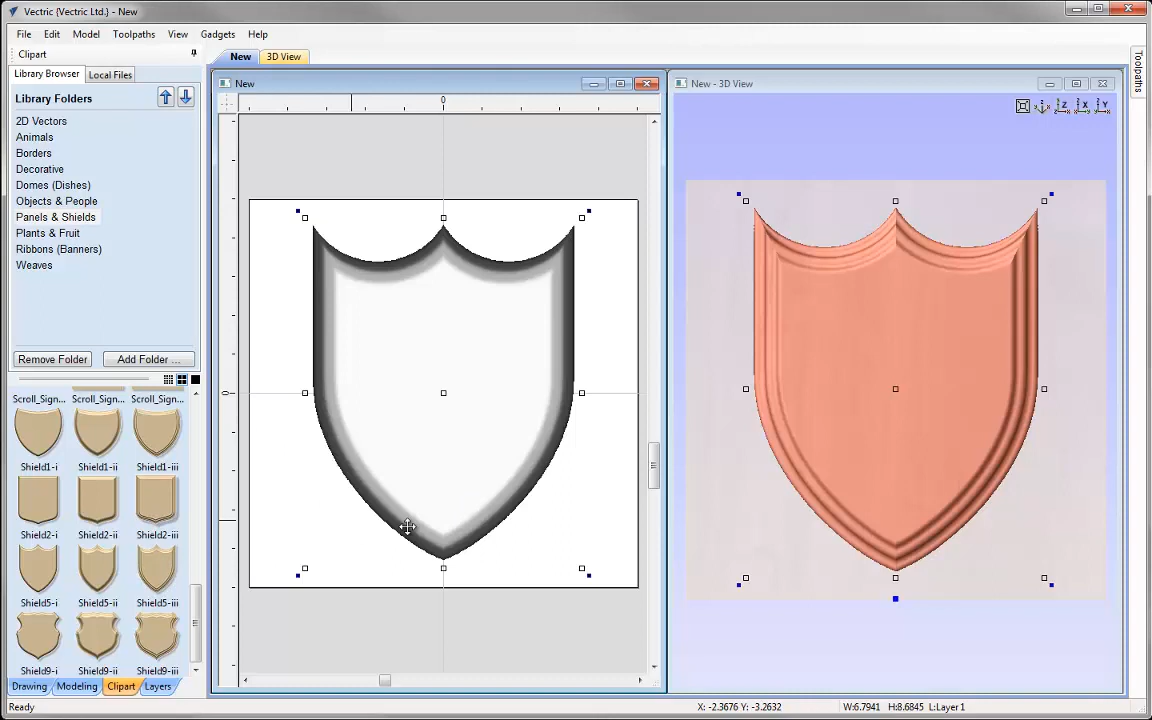 Vectric {Vectric Ltd.} - New
File Edit Model Toolpaths View Gadgets Help
Clipart
Library Browser Local Files
Library Folders
2D Vectors
Animals
Borders
Decorative
Domes (Dishes)
Objects & People
Panels & Shields
Plants & Fruit
Ribbons (Banners)
Weaves
Remove Folder Add Folder ...
Scroll_Sign... Scroll_Sign... Scroll_Sign...
Shield1-i Shield1-ii Shield1-iii
Shield2-i Shield2-ii Shield2-iii
Shield5-i Shield5-ii Shield5-iii
Shield9-i Shield9-ii Shield9-iii
Drawing Modeling Clipart Layers
New 3D View
New
0
0
New - 3D View
Z X Y
Toolpaths
Ready
X: -2.3676 Y: -3.2632
W:6.7941 H:8.6845 L:Layer 1